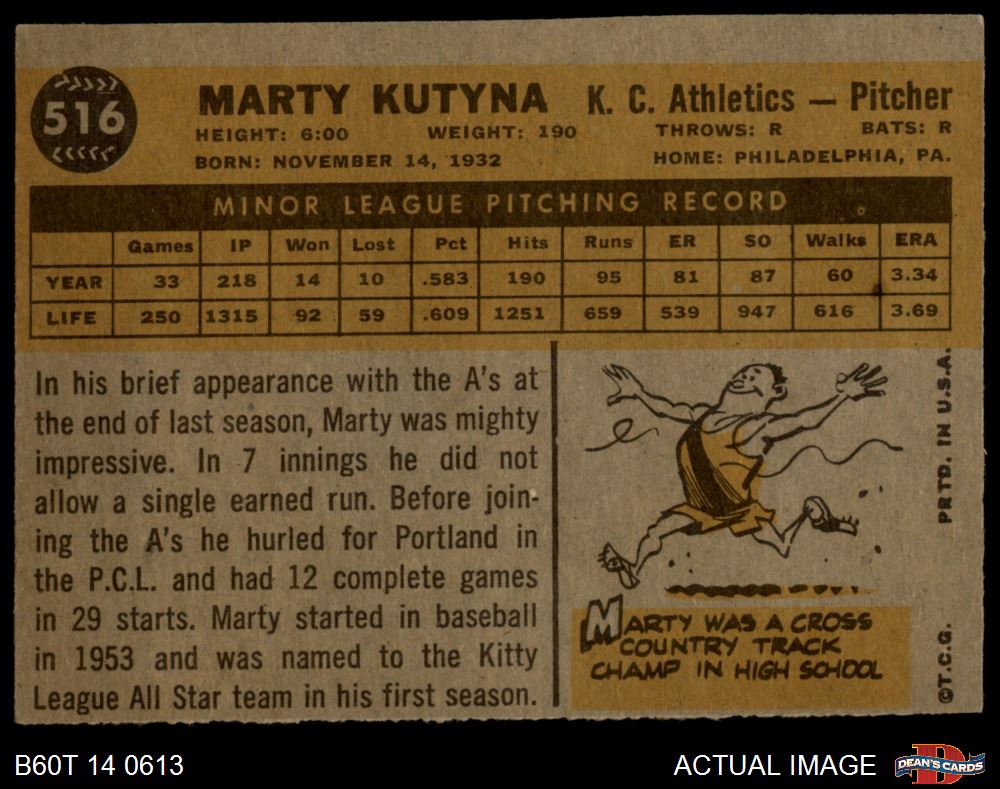 516
MARTY KUTYNA K. C. Athletics — Pitcher
HEIGHT: 6:00 WEIGHT: 190 THROWS: R BATS: R
BORN: NOVEMBER 14, 1932 HOME: PHILADELPHIA, PA.
MINOR LEAGUE PITCHING RECORD
Games IP Won Lost Pct Hits Runs ER SO Walks ERA
YEAR 33 218 14 10 .583 190 95 81 87 60 3.34
LIFE 250 1315 92 59 .609 1251 659 539 947 616 3.69
In his brief appearance with the A's at
the end of last season, Marty was mighty
impressive. In 7 innings he did not
allow a single earned run. Before join-
ing the A's he hurled for Portland in
the P.C.L. and had 12 complete games
in 29 starts. Marty started in baseball
in 1953 and was named to the Kitty
League All Star team in his first season.
MARTY WAS A CROSS
COUNTRY TRACK
CHAMP IN HIGH SCHOOL
©T.C.G. PRTD. IN U.S.A.
B60T 14 0613 ACTUAL IMAGE
D
DEAN'S CARDS